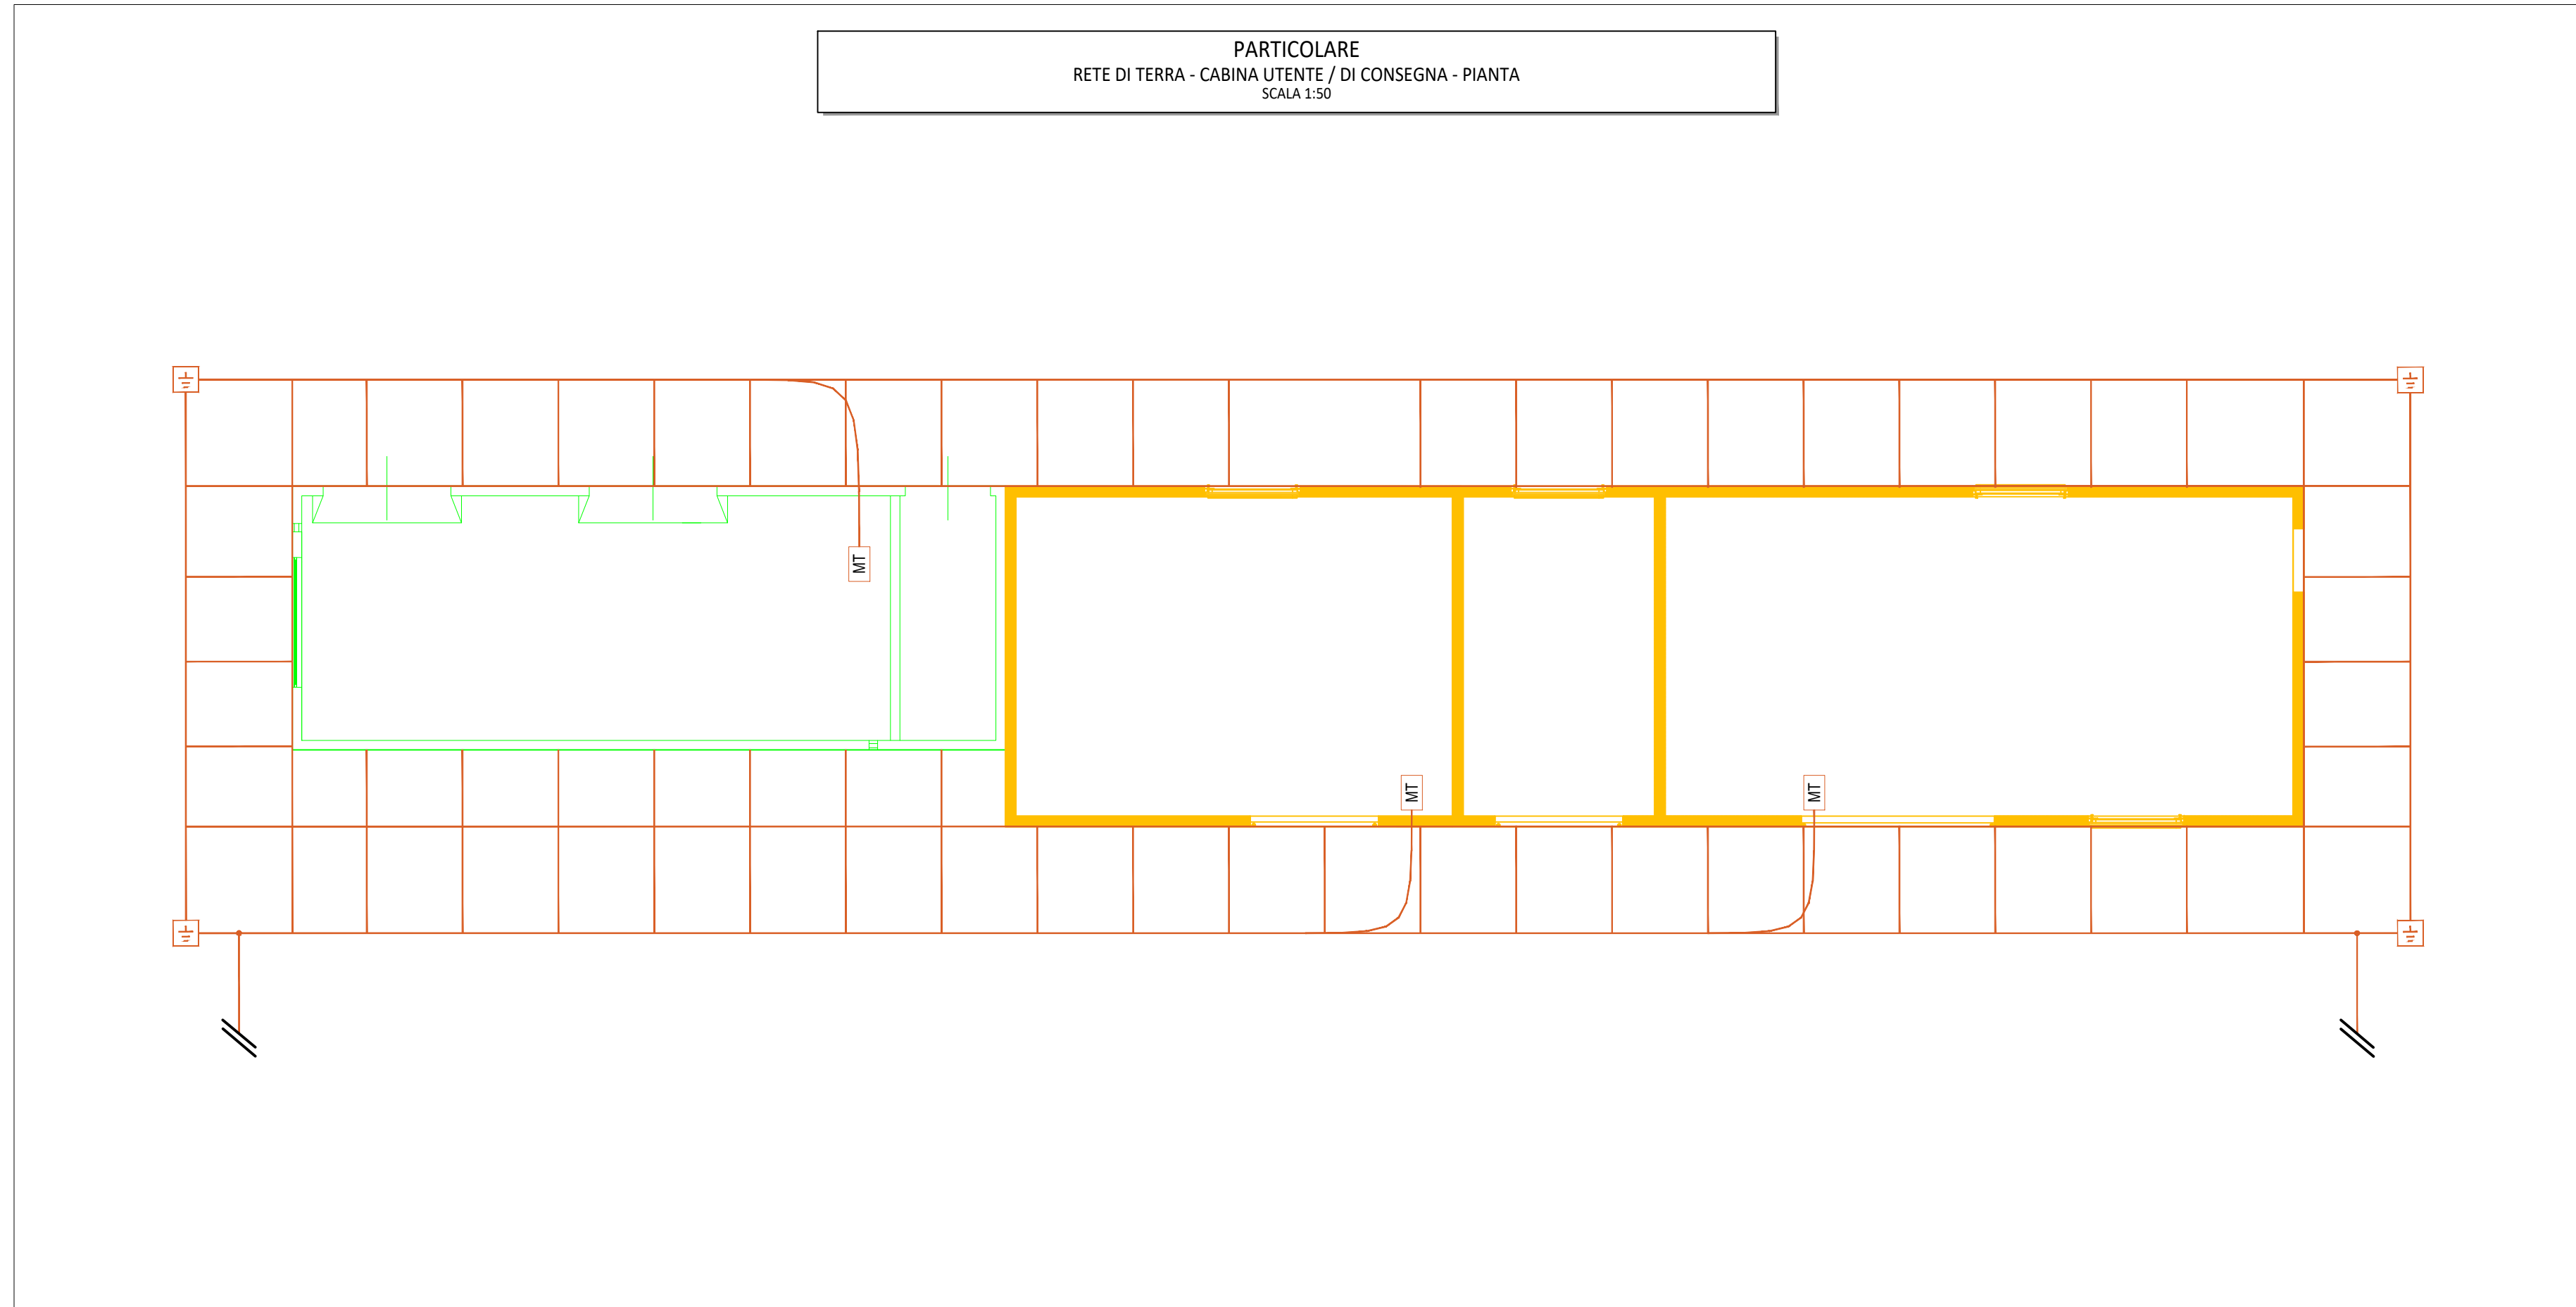 PARTICOLARE
RETE DI TERRA - CABINA UTENTE / DI CONSEGNA - PIANTA
SCALA 1:50
MT
MT
MT